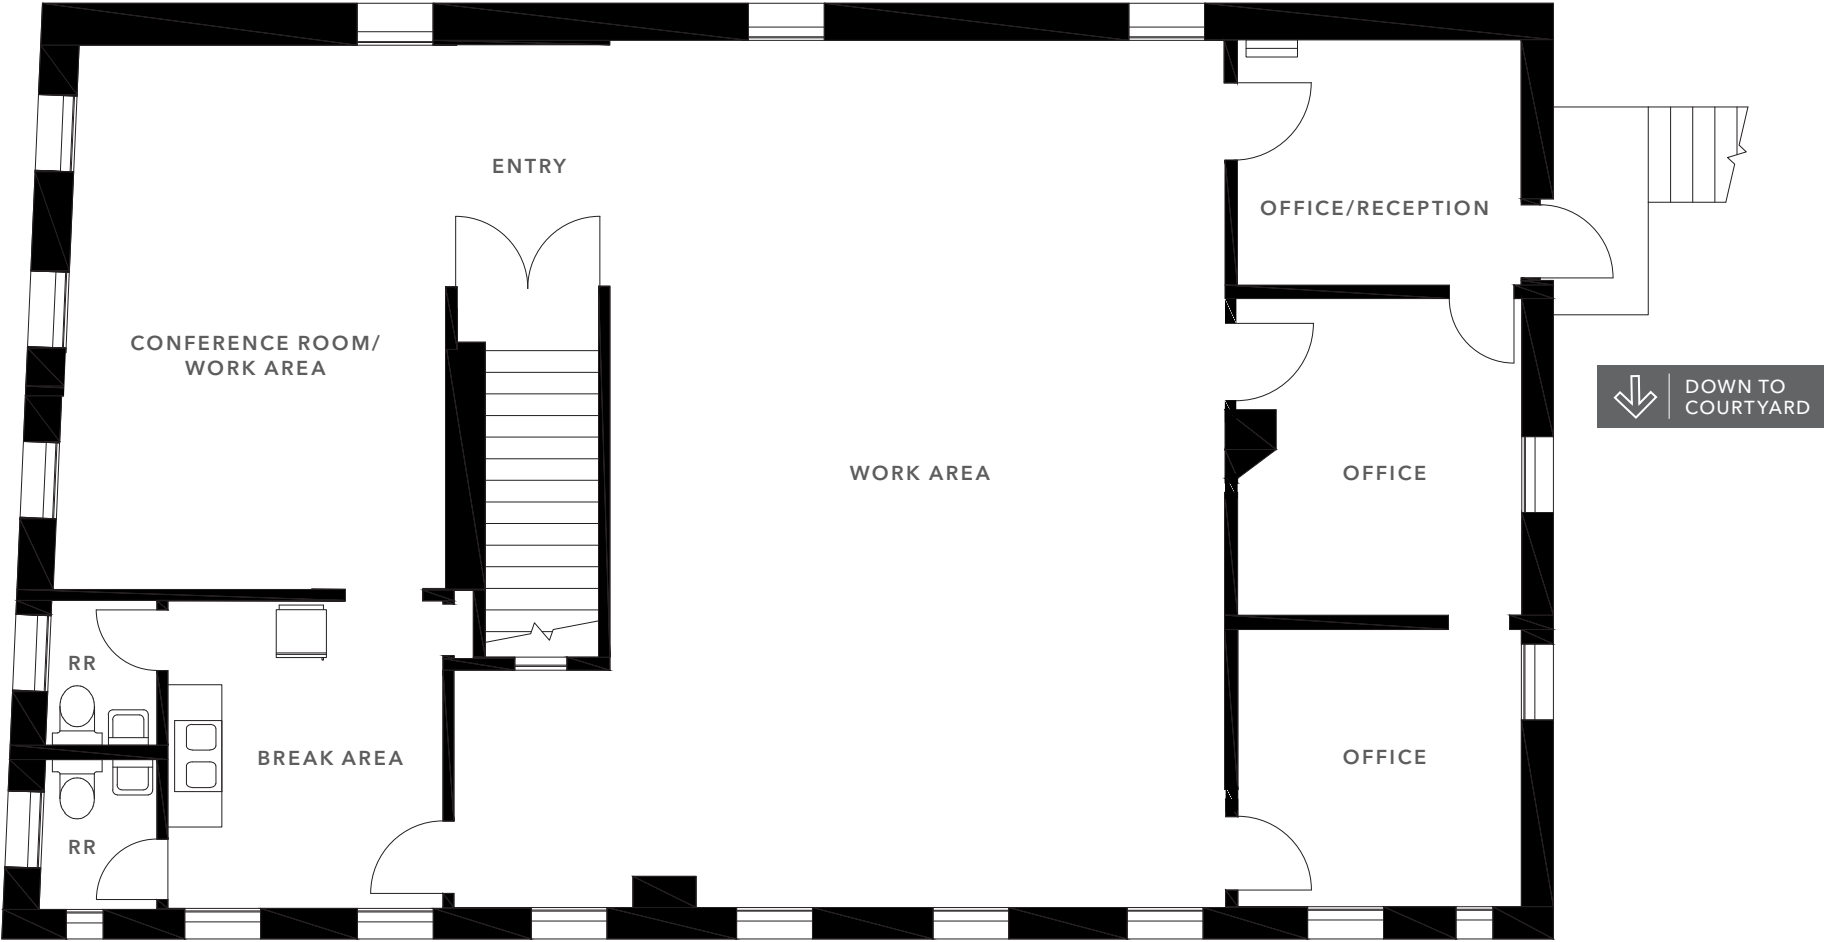 ENTRY
OFFICE/RECEPTION
CONFERENCE ROOM/
WORK AREA
DOWN TO
COURTYARD
WORK AREA
OFFICE
RR
BREAK AREA
OFFICE
RR